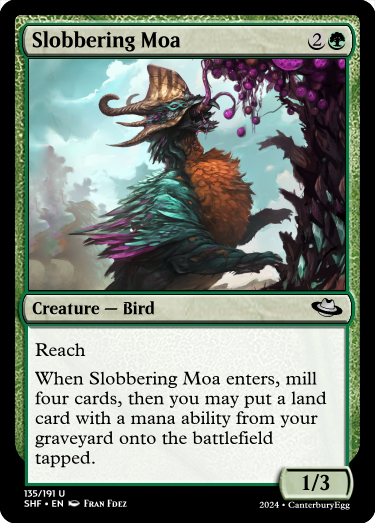 Slobbering Moa 2
Creature — Bird
Reach
When Slobbering Moa enters, mill
four cards, then you may put a land
card with a mana ability from your
graveyard onto the battlefield
tapped.
1/3
135/191 U
SHF • EN Fran Fdez
2024 • CanterburyEgg